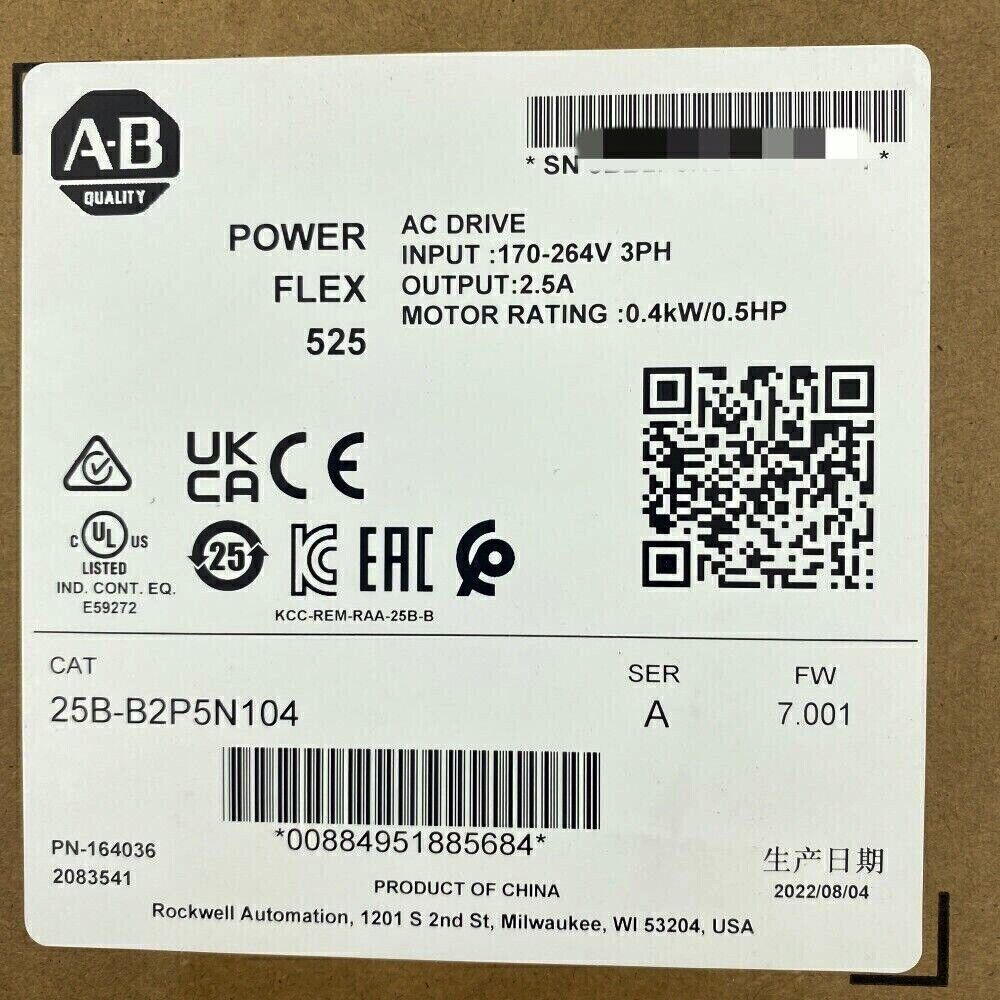 A-B
QUALITY
* SN *
POWER
FLEX
525
AC DRIVE
INPUT :170-264V 3PH
OUTPUT:2.5A
MOTOR RATING :0.4kW/0.5HP
UK
CA
CE
C UL US
LISTED
IND. CONT. EQ.
E59272
25
KC
EAC
KCC-REM-RAA-25B-B
CAT
25B-B2P5N104
SER
A
FW
7.001
*00884951885684*
PN-164036
2083541
PRODUCT OF CHINA
生产日期
2022/08/04
Rockwell Automation, 1201 S 2nd St, Milwaukee, WI 53204, USA